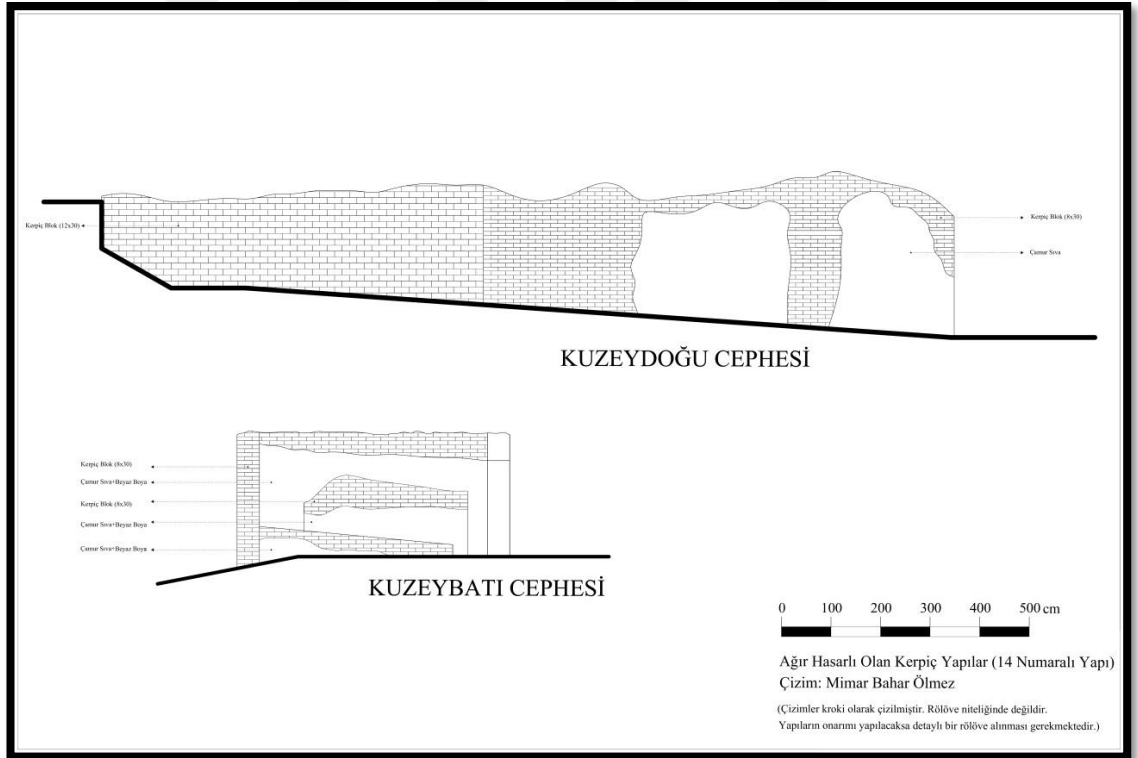 Kerpiç Blok (12x30)
Kerpiç Blok (8x30)
Çamur Sıva
KUZEYDOĞU CEPHESİ
Kerpiç Blok (8x30)
Çamur Sıva+Beyaz Boya
Kerpiç Blok (8x30)
Çamur Sıva+Beyaz Boya
Çamur Sıva+Beyaz Boya
KUZEYBATI CEPHESİ
0 100 200 300 400 500 cm
Ağır Hasarlı Olan Kerpiç Yapılar (14 Numaralı Yapı)
Çizim: Mimar Bahar Ölmez
(Çizimler kroki olarak çizilmiştir. Rölöve niteliğinde değildir.
Yapıların onarımı yapılacaksa detaylı bir rölöve alınması gerekmektedir.)